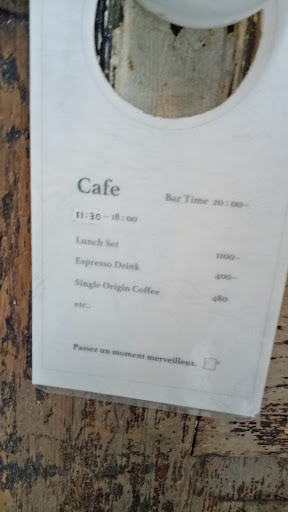 Cafe
Bar Time 20 : 00~
11:30 ~ 18 : 00
Lunch Set 1100~
Espresso Drink 400~
Single Origin Coffee 480
etc..
Passez un moment merveilleux.